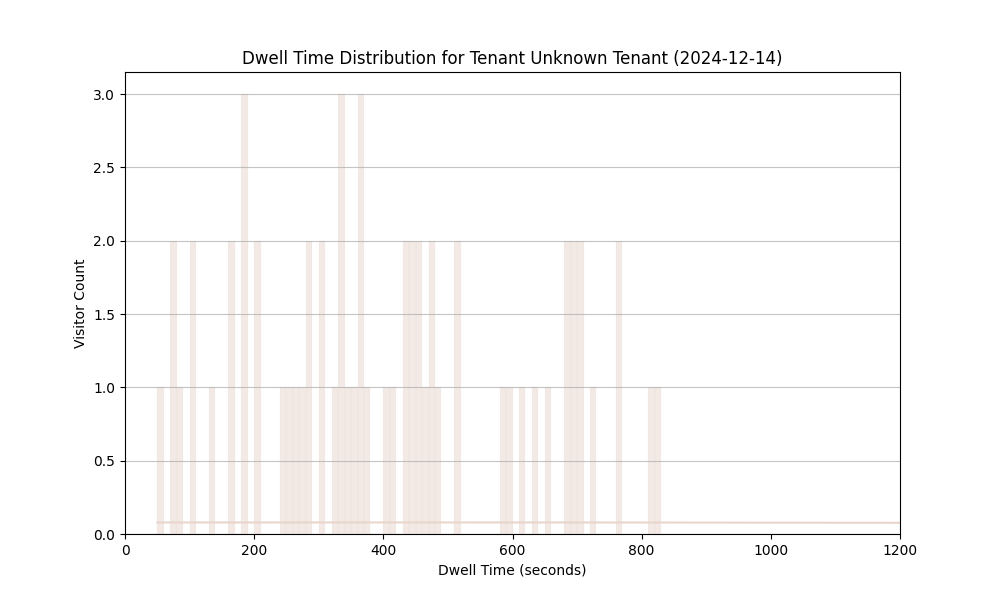 Dwell Time Distribution for Tenant Unknown Tenant (2024-12-14)
3.0
2.5
2.0
1.5
1.0
0.5
0.0
Visitor Count
0 200 400 600 800 1000 1200
Dwell Time (seconds)